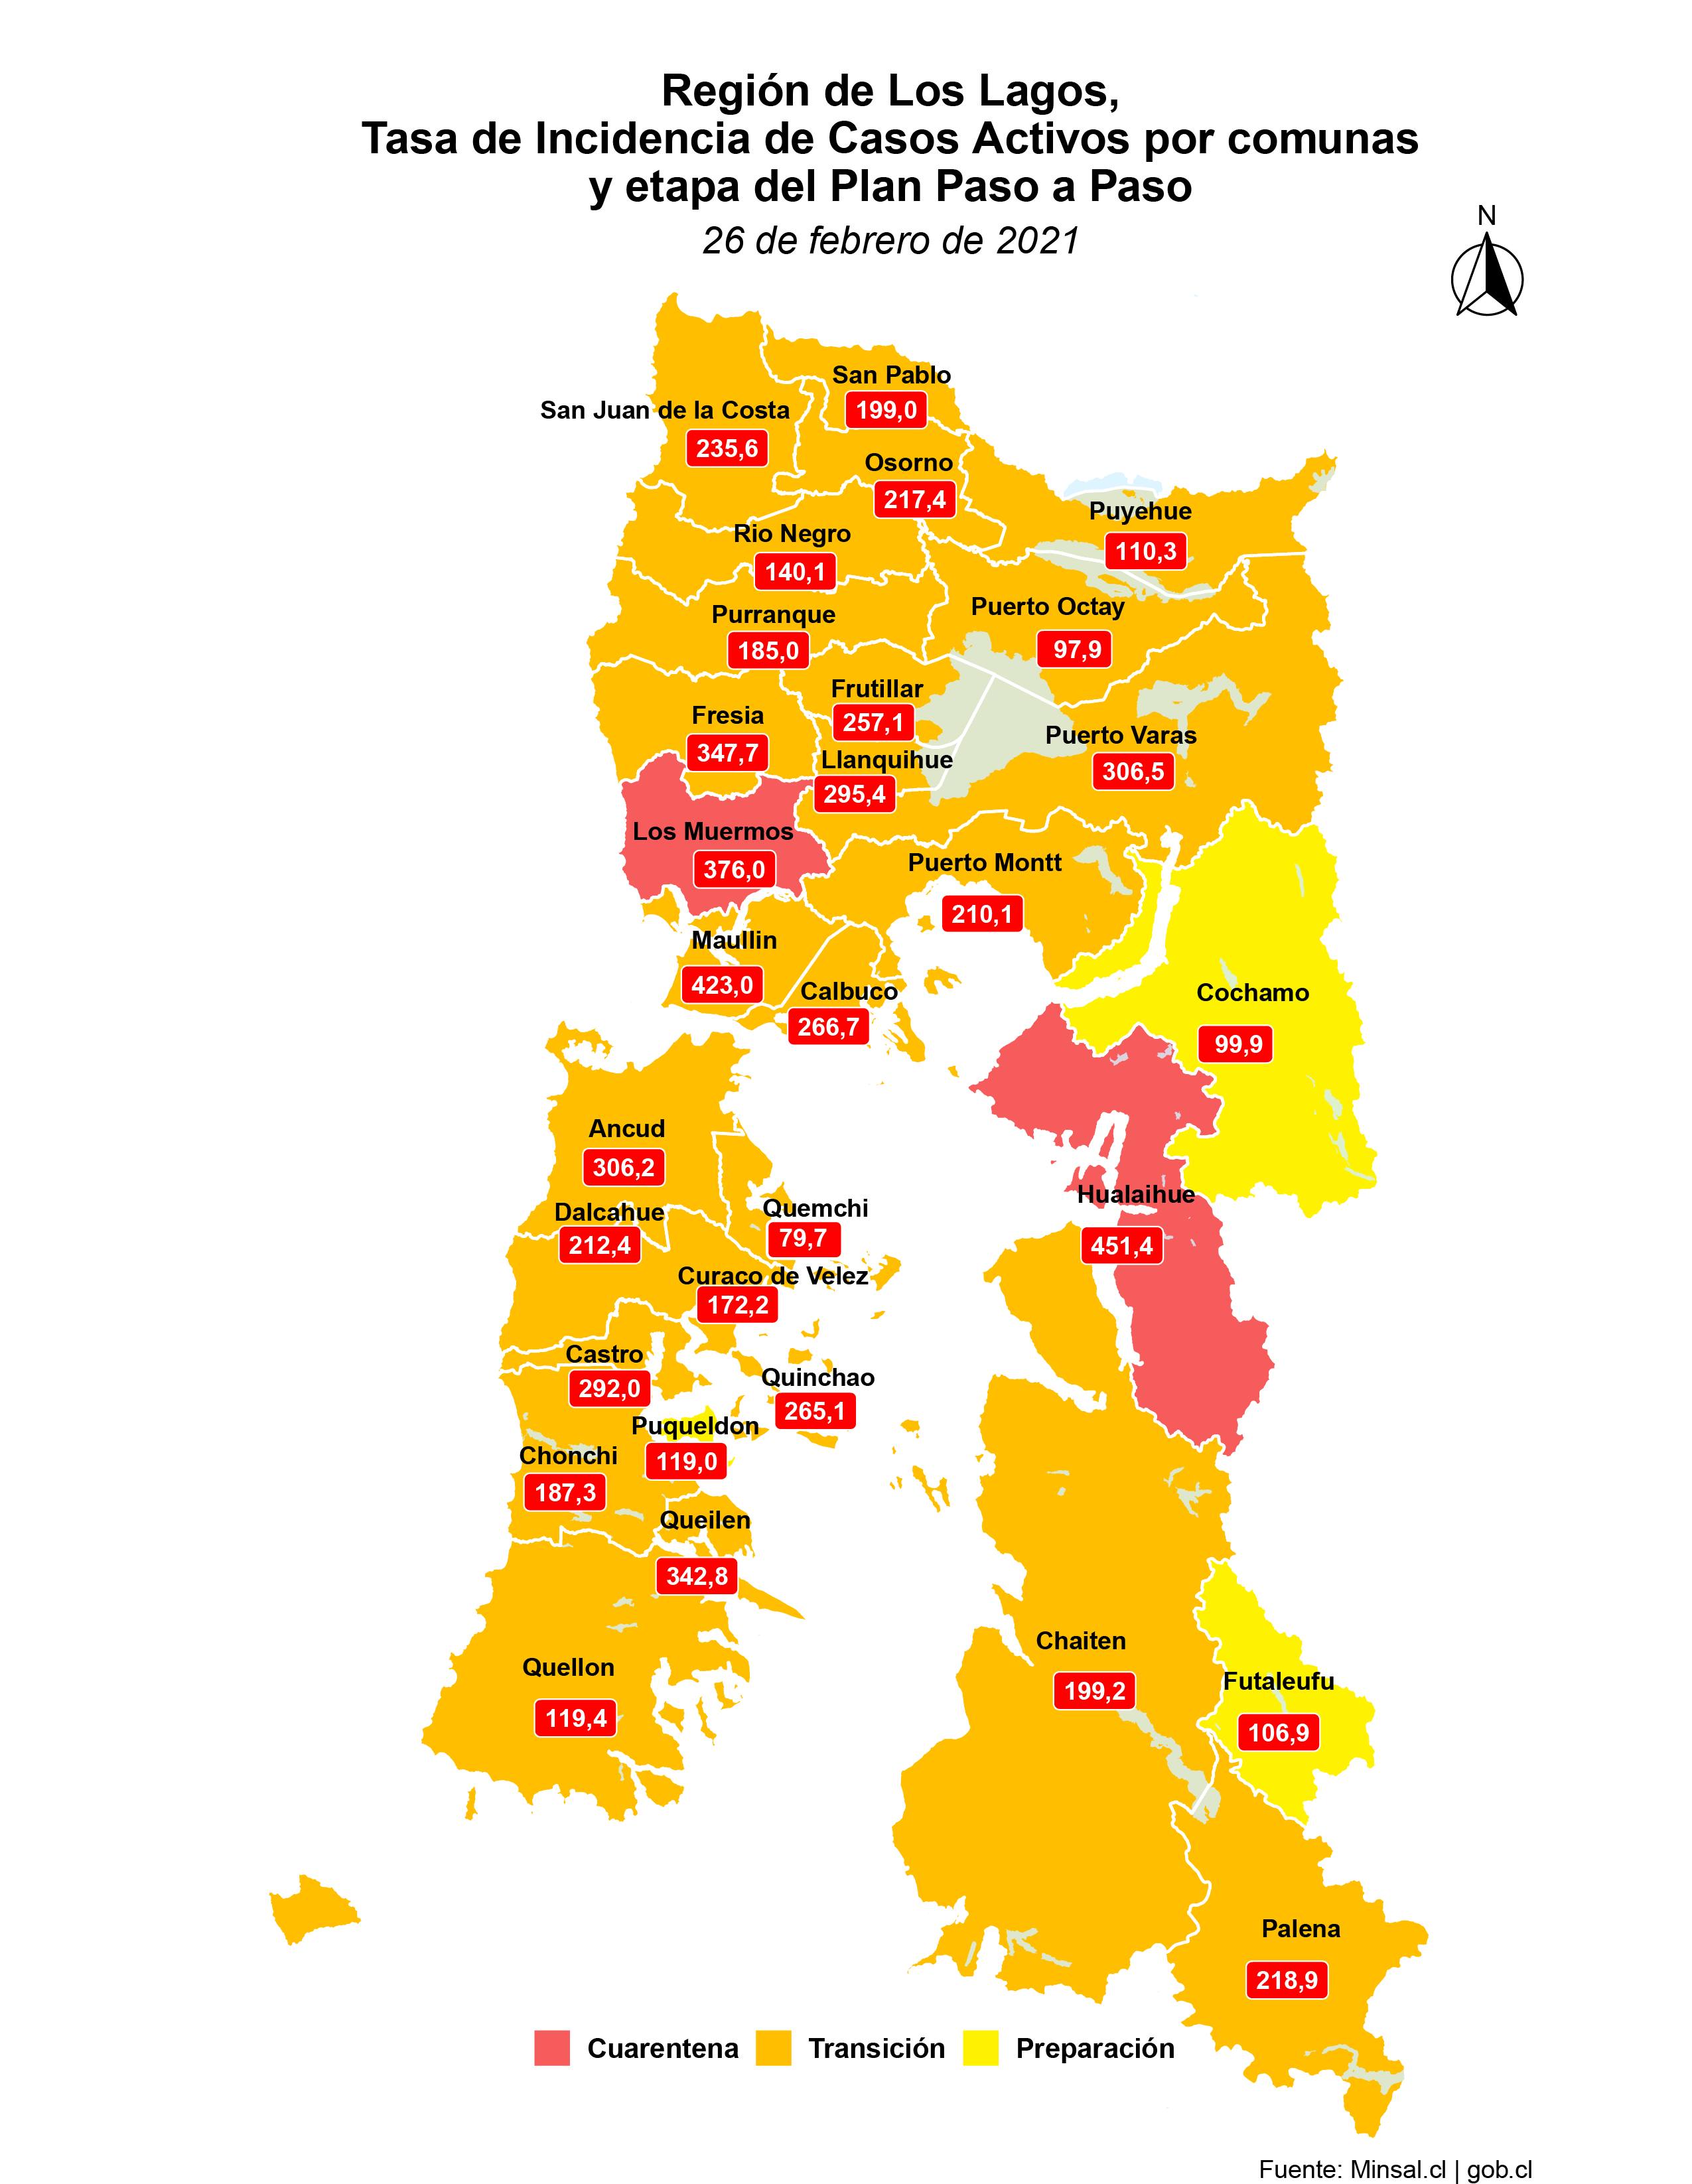 Región de Los Lagos,
Tasa de Incidencia de Casos Activos por comunas
y etapa del Plan Paso a Paso
26 de febrero de 2021
N
San Pablo
199,0
San Juan de la Costa
235,6
Osorno
217,4
Puyehue
110,3
Rio Negro
140,1
Puerto Octay
97,9
Purranque
185,0
Frutillar
257,1
Fresia
347,7
Puerto Varas
306,5
Llanquihue
295,4
Los Muermos
376,0
Puerto Montt
210,1
Maullin
423,0
Calbuco
266,7
Cochamo
99,9
Ancud
306,2
Hualaihue
451,4
Dalcahue
212,4
Quemchi
79,7
Curaco de Velez
172,2
Castro
292,0
Quinchao
265,1
Puqueldon
119,0
Chonchi
187,3
Queilen
342,8
Chaiten
199,2
Quellon
119,4
Futaleufu
106,9
Palena
218,9
Cuarentena Transición Preparación
Fuente: Minsal.cl | gob.cl